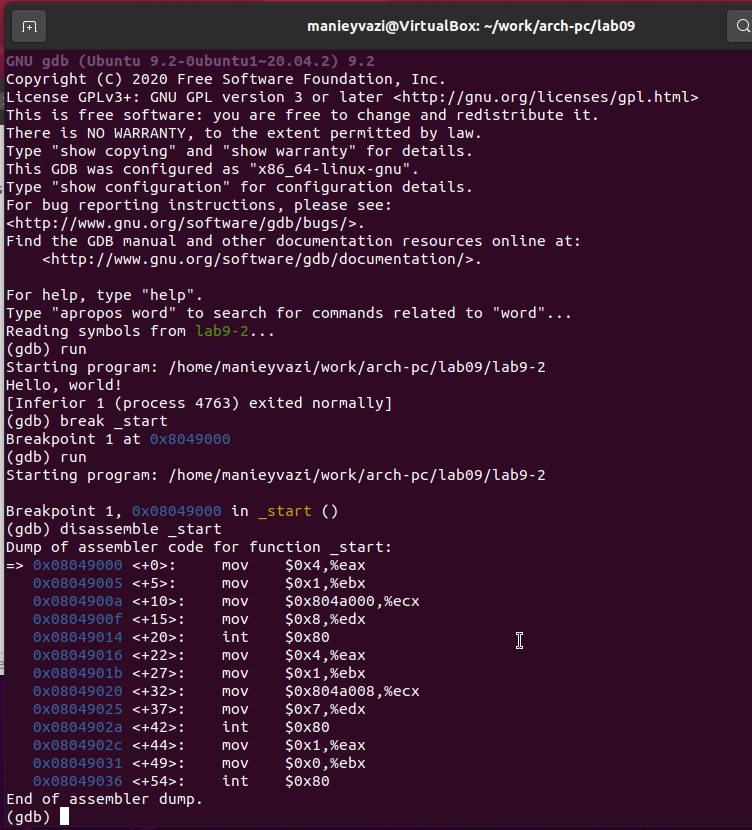 manieyvazi@VirtualBox: ~/work/arch-pc/lab09
GNU gdb (Ubuntu 9.2-0ubuntu1~20.04.2) 9.2
Copyright (C) 2020 Free Software Foundation, Inc.
License GPLv3+: GNU GPL version 3 or later <http://gnu.org/licenses/gpl.html>
This is free software: you are free to change and redistribute it.
There is NO WARRANTY, to the extent permitted by law.
Type "show copying" and "show warranty" for details.
This GDB was configured as "x86_64-linux-gnu".
Type "show configuration" for configuration details.
For bug reporting instructions, please see:
<http://www.gnu.org/software/gdb/bugs/>.
Find the GDB manual and other documentation resources online at:
    <http://www.gnu.org/software/gdb/documentation/>.

For help, type "help".
Type "apropos word" to search for commands related to "word"...
Reading symbols from lab9-2...
(gdb) run
Starting program: /home/manieyvazi/work/arch-pc/lab09/lab9-2
Hello, world!
[Inferior 1 (process 4763) exited normally]
(gdb) break _start
Breakpoint 1 at 0x8049000
(gdb) run
Starting program: /home/manieyvazi/work/arch-pc/lab09/lab9-2

Breakpoint 1, 0x08049000 in _start ()
(gdb) disassemble _start
Dump of assembler code for function _start:
=> 0x08049000 <+0>:     mov    $0x4,%eax
   0x08049005 <+5>:     mov    $0x1,%ebx
   0x0804900a <+10>:    mov    $0x804a000,%ecx
   0x0804900f <+15>:    mov    $0x8,%edx
   0x08049014 <+20>:    int    $0x80
   0x08049016 <+22>:    mov    $0x4,%eax
   0x0804901b <+27>:    mov    $0x1,%ebx
   0x08049020 <+32>:    mov    $0x804a008,%ecx
   0x08049025 <+37>:    mov    $0x7,%edx
   0x0804902a <+42>:    int    $0x80
   0x0804902c <+44>:    mov    $0x1,%eax
   0x08049031 <+49>:    mov    $0x0,%ebx
   0x08049036 <+54>:    int    $0x80
End of assembler dump.
(gdb)